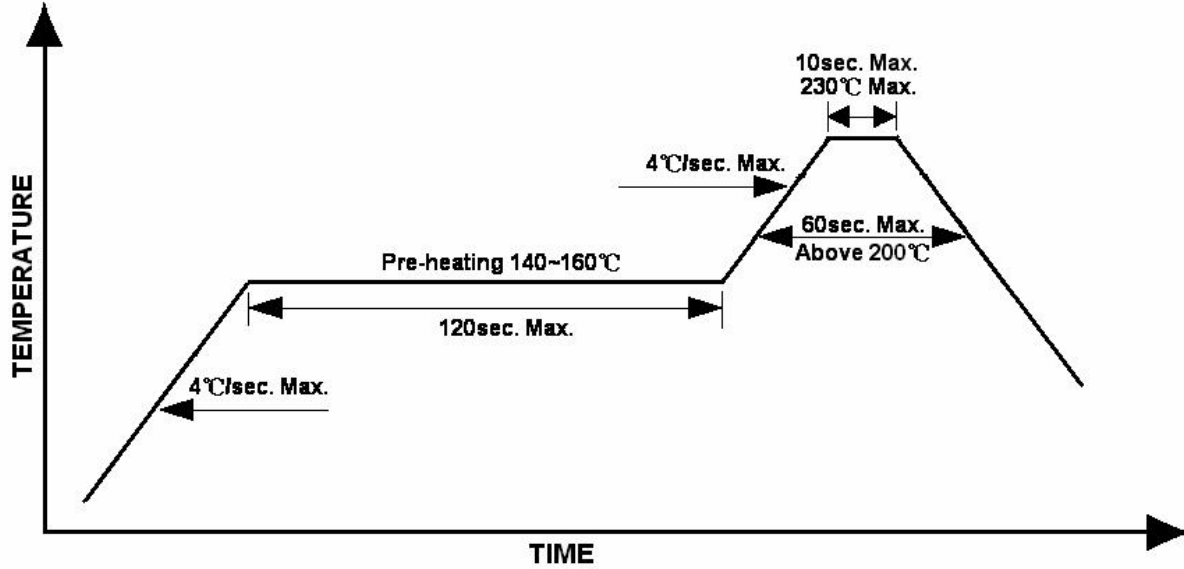 TEMPERATURE
10sec. Max.
230℃ Max.
4℃/sec. Max.
60sec. Max.
Above 200℃
Pre-heating 140~160℃
120sec. Max.
4℃/sec. Max.
TIME